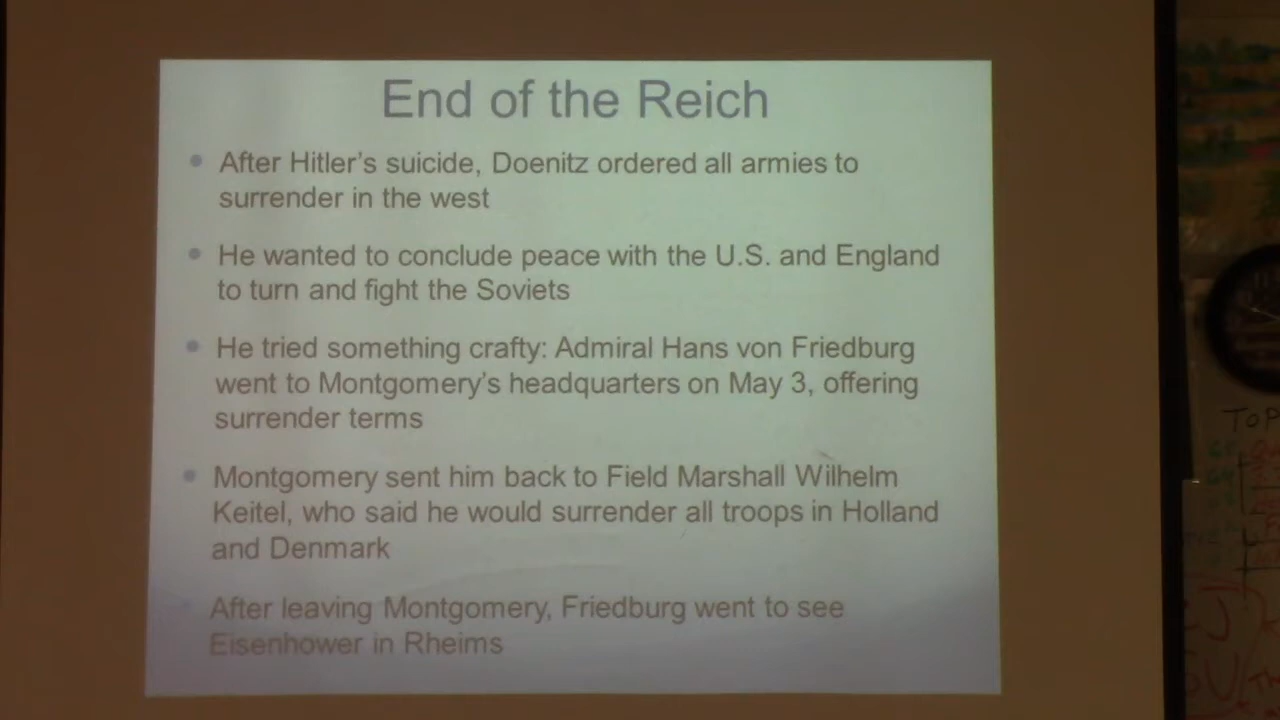 End of the Reich
• After Hitler's suicide, Doenitz ordered all armies to
surrender in the west
• He wanted to conclude peace with the U.S. and England
to turn and fight the Soviets
• He tried something crafty: Admiral Hans von Friedburg
went to Montgomery's headquarters on May 3, offering
surrender terms
• Montgomery sent him back to Field Marshall Wilhelm
Keitel, who said he would surrender all troops in Holland
and Denmark
• After leaving Montgomery, Friedburg went to see
Eisenhower in Rheims
TOP